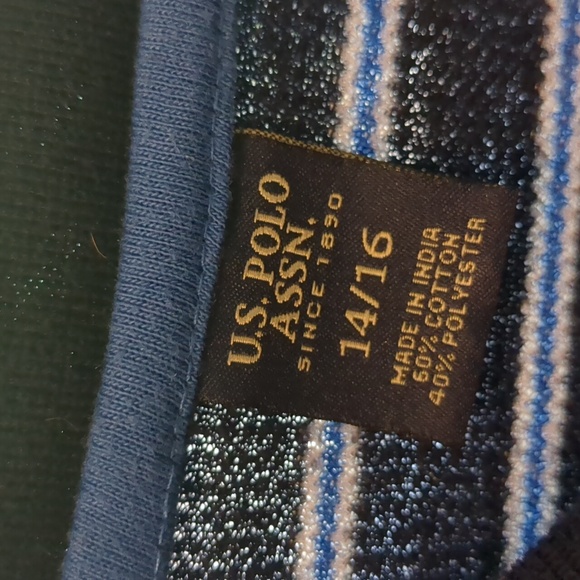 U.S. POLO
ASSN.
SINCE 1890
14/16
MADE IN INDIA
60% COTTON
40% POLYESTER